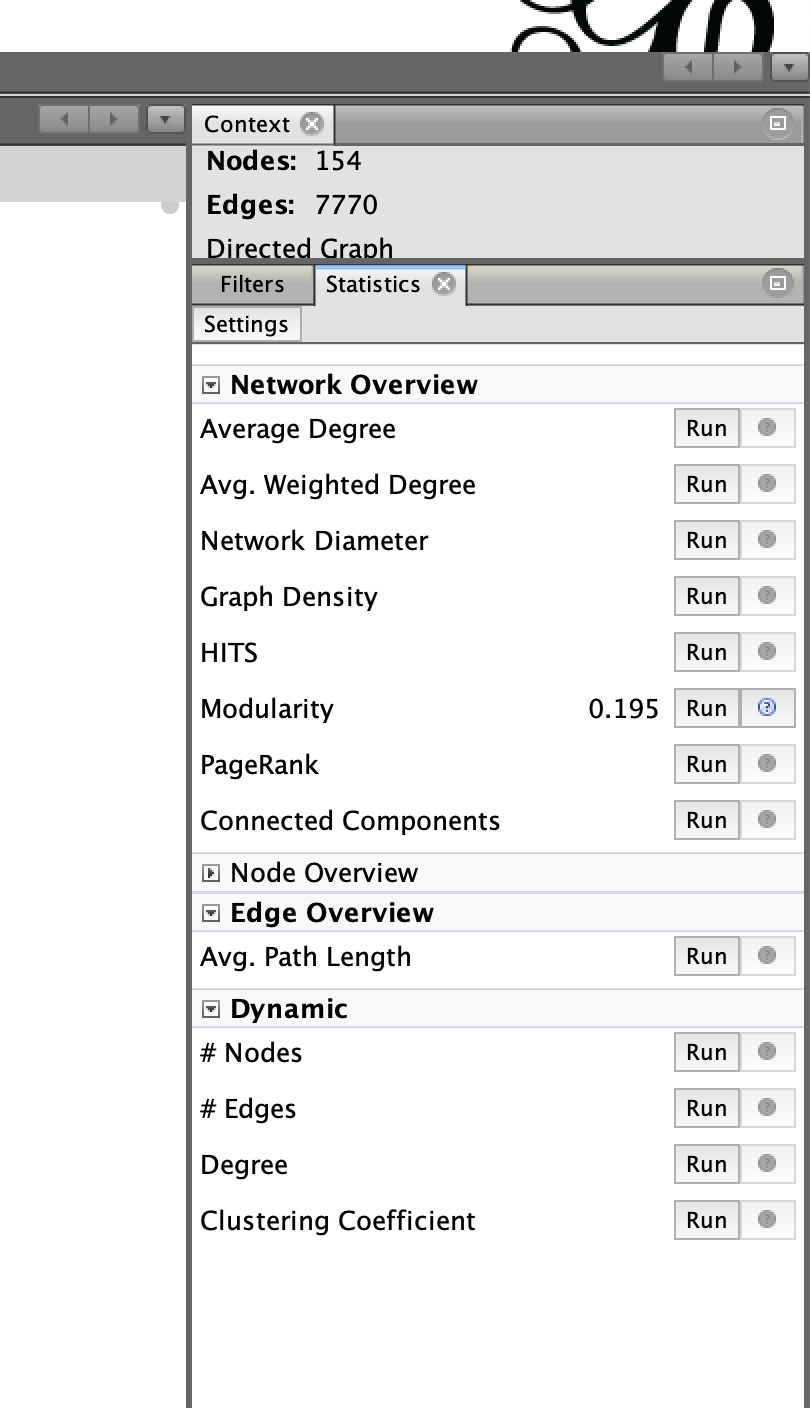 Context
Nodes: 154
Edges: 7770
Directed Graph
Filters Statistics
Settings
Network Overview
Average Degree Run
Avg. Weighted Degree Run
Network Diameter Run
Graph Density Run
HITS Run
Modularity 0.195 Run ?
PageRank Run
Connected Components Run
Node Overview
Edge Overview
Avg. Path Length Run
Dynamic
# Nodes Run
# Edges Run
Degree Run
Clustering Coefficient Run